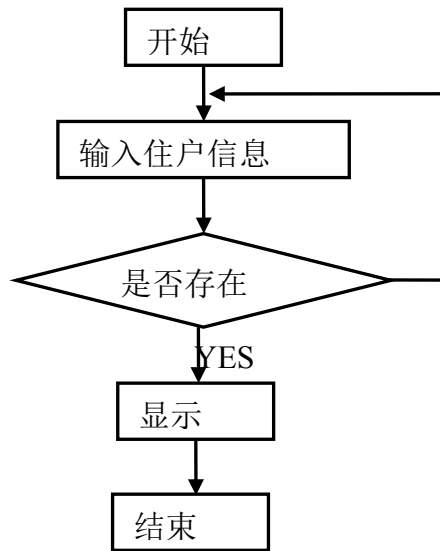 开始
输入住户信息
是否存在
YES
显示
结束